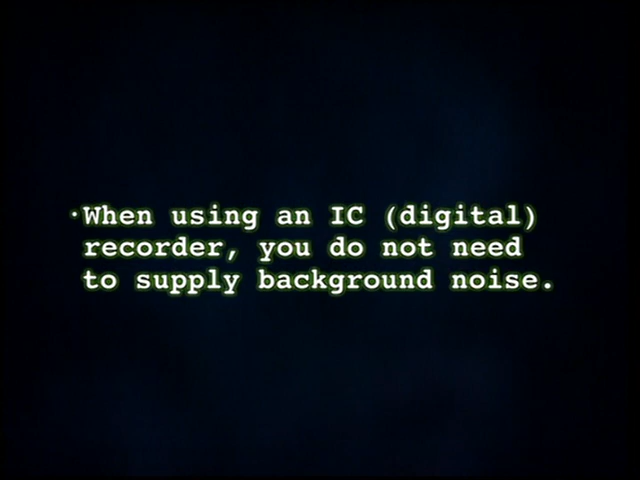 ·When using an IC (digital)
recorder, you do not need
to supply background noise.